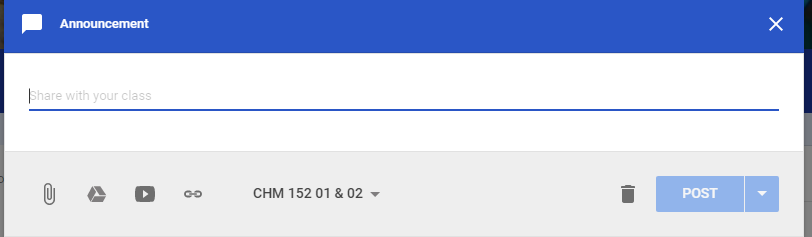 Announcement
Share with your class
CHM 152 01 & 02
POST